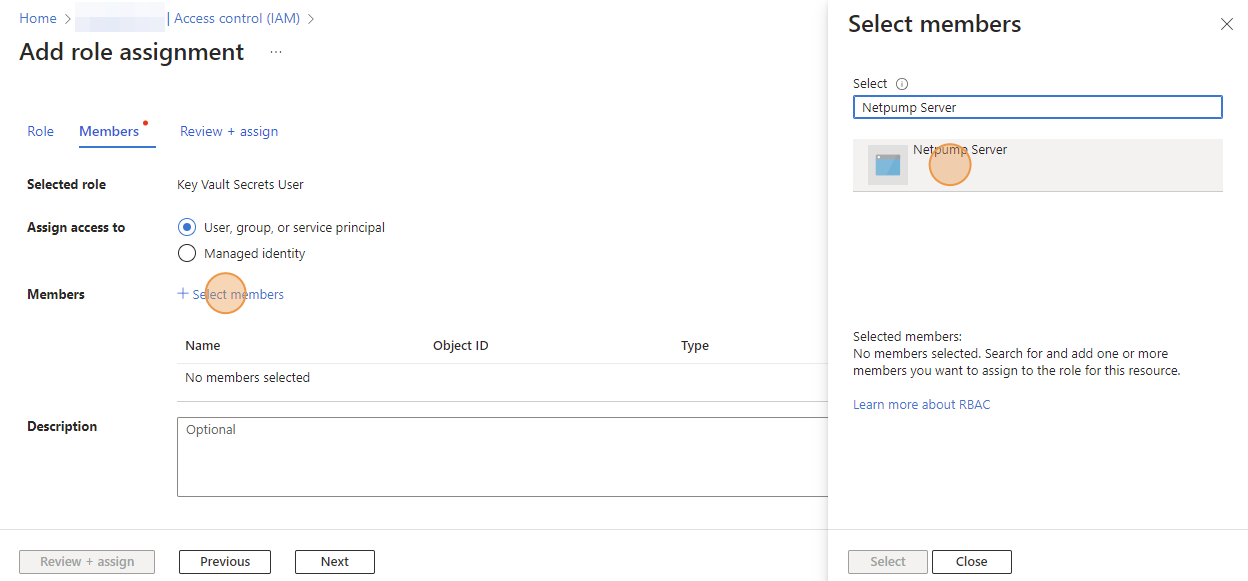 Home > | Access control (IAM) >
Add role assignment ...
Role Members Review + assign
Selected role Key Vault Secrets User
Assign access to User, group, or service principal
Managed identity
Members + Select members
Name Object ID Type
No members selected
Description Optional
Review + assign Previous Next
Select members
Select
Netpump Server
Netpump Server
Selected members:
No members selected. Search for and add one or more
members you want to assign to the role for this resource.
Learn more about RBAC
Select Close